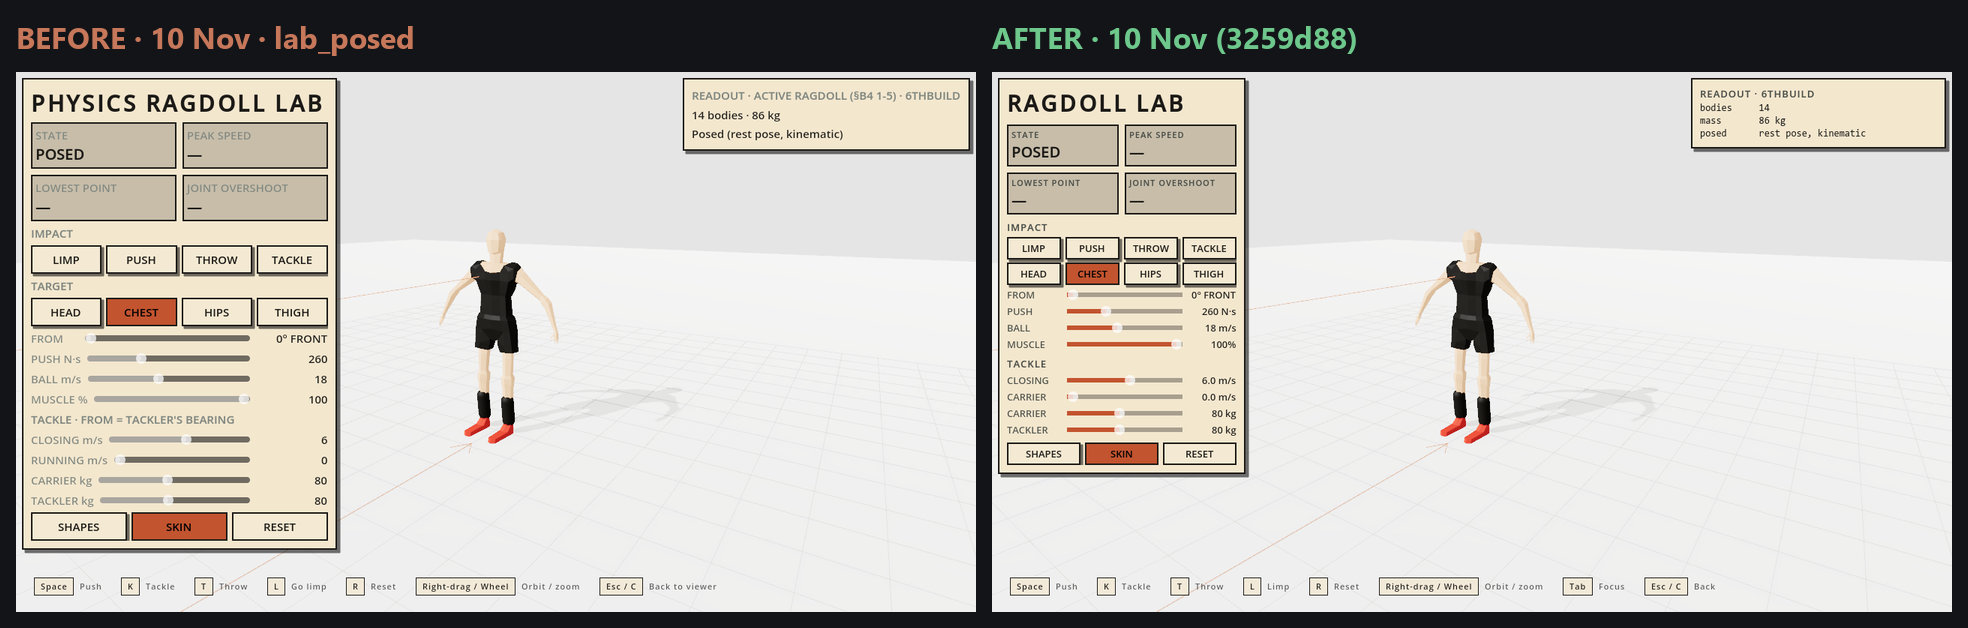 BEFORE · 10 Nov · lab_posed
PHYSICS RAGDOLL LAB
STATE
POSED
PEAK SPEED
—
LOWEST POINT
—
JOINT OVERSHOOT
—
IMPACT
LIMP PUSH THROW TACKLE
TARGET
HEAD CHEST HIPS THIGH
FROM 0° FRONT
PUSH N·s 260
BALL m/s 18
MUSCLE % 100
TACKLE · FROM = TACKLER'S BEARING
CLOSING m/s 6
RUNNING m/s 0
CARRIER kg 80
TACKLER kg 80
SHAPES SKIN RESET
READOUT · ACTIVE RAGDOLL (§B4 1-5) · 6THBUILD
14 bodies · 86 kg
Posed (rest pose, kinematic)
Space Push K Tackle T Throw L Go limp R Reset Right-drag / Wheel Orbit / zoom Esc / C Back to viewer
AFTER · 10 Nov (3259d88)
RAGDOLL LAB
STATE
POSED
PEAK SPEED
—
LOWEST POINT
—
JOINT OVERSHOOT
—
IMPACT
LIMP PUSH THROW TACKLE
HEAD CHEST HIPS THIGH
FROM 0° FRONT
PUSH 260 N·s
BALL 18 m/s
MUSCLE 100%
TACKLE
CLOSING 6.0 m/s
CARRIER 0.0 m/s
CARRIER 80 kg
TACKLER 80 kg
SHAPES SKIN RESET
READOUT · 6THBUILD
bodies 14
mass 86 kg
posed rest pose, kinematic
Space Push K Tackle T Throw L Limp R Reset Right-drag / Wheel Orbit / zoom Tab Focus Esc / C Back